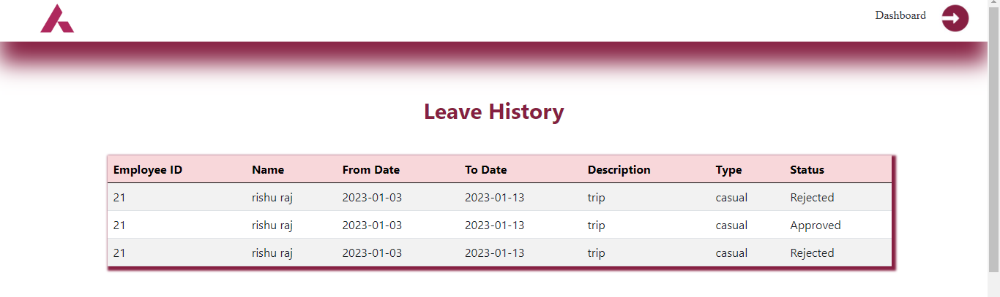 Dashboard
Leave History
Employee ID Name From Date To Date Description Type Status
21 rishu raj 2023-01-03 2023-01-13 trip casual Rejected
21 rishu raj 2023-01-03 2023-01-13 trip casual Approved
21 rishu raj 2023-01-03 2023-01-13 trip casual Rejected